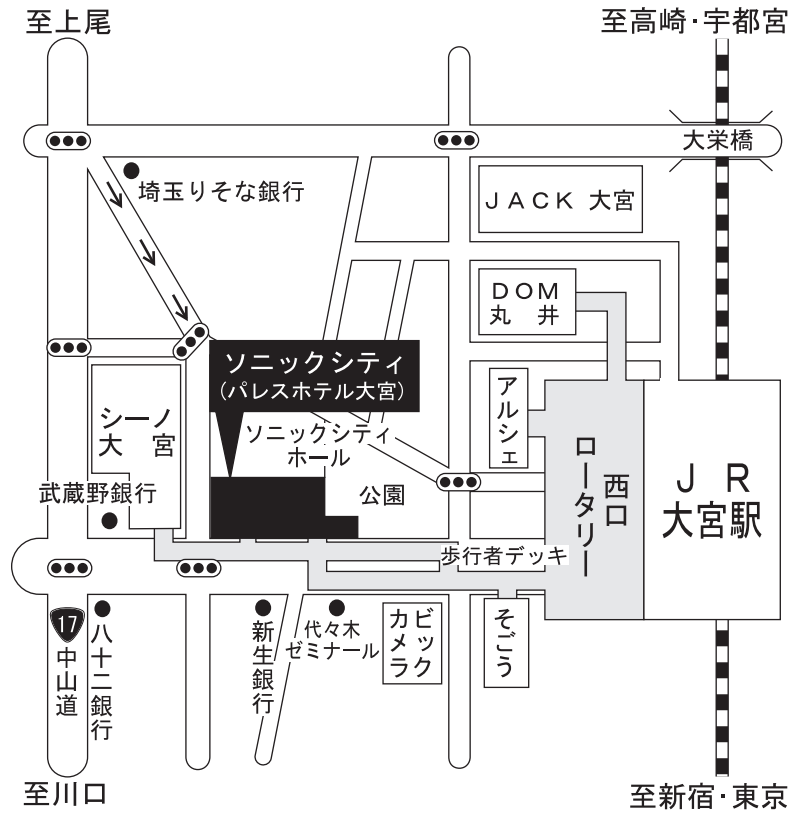 至上尾
至高崎・宇都宮
大栄橋
埼玉りそな銀行
JACK 大宮
DOM
丸井
ソニックシティ
(パレスホテル大宮)
アルシェ
シーノ
大宮
ソニックシティ
ホール
公園
西口
ロータリー
JR
大宮駅
武蔵野銀行
歩行者デッキ
17
中山道
八十二銀行
新生銀行
代々木
ゼミナール
ビック
カメラ
そごう
至川口
至新宿・東京